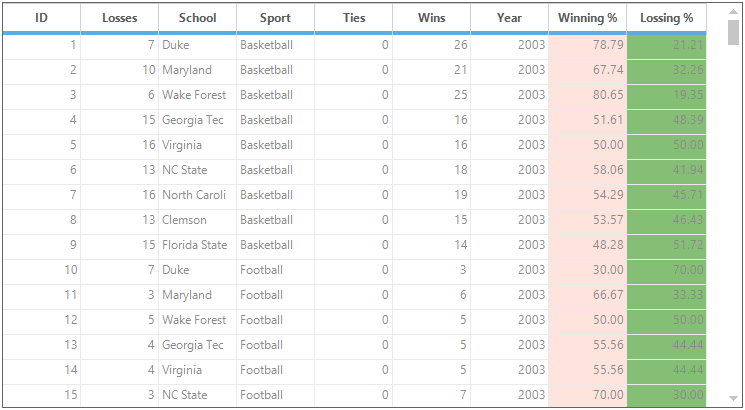 ID Losses School Sport Ties Wins Year Winning % Lossing %
1 7 Duke Basketball 0 26 2003 78.79 21.21
2 10 Maryland Basketball 0 21 2003 67.74 32.26
3 6 Wake Forest Basketball 0 25 2003 80.65 19.35
4 15 Georgia Tec Basketball 0 16 2003 51.61 48.39
5 16 Virginia Basketball 0 16 2003 50.00 50.00
6 13 NC State Basketball 0 18 2003 58.06 41.94
7 16 North Caroli Basketball 0 19 2003 54.29 45.71
8 13 Clemson Basketball 0 15 2003 53.57 46.43
9 15 Florida State Basketball 0 14 2003 48.28 51.72
10 7 Duke Football 0 3 2003 30.00 70.00
11 3 Maryland Football 0 6 2003 66.67 33.33
12 5 Wake Forest Football 0 5 2003 50.00 50.00
13 4 Georgia Tec Football 0 5 2003 55.56 44.44
14 4 Virginia Football 0 5 2003 55.56 44.44
15 3 NC State Football 0 7 2003 70.00 30.00